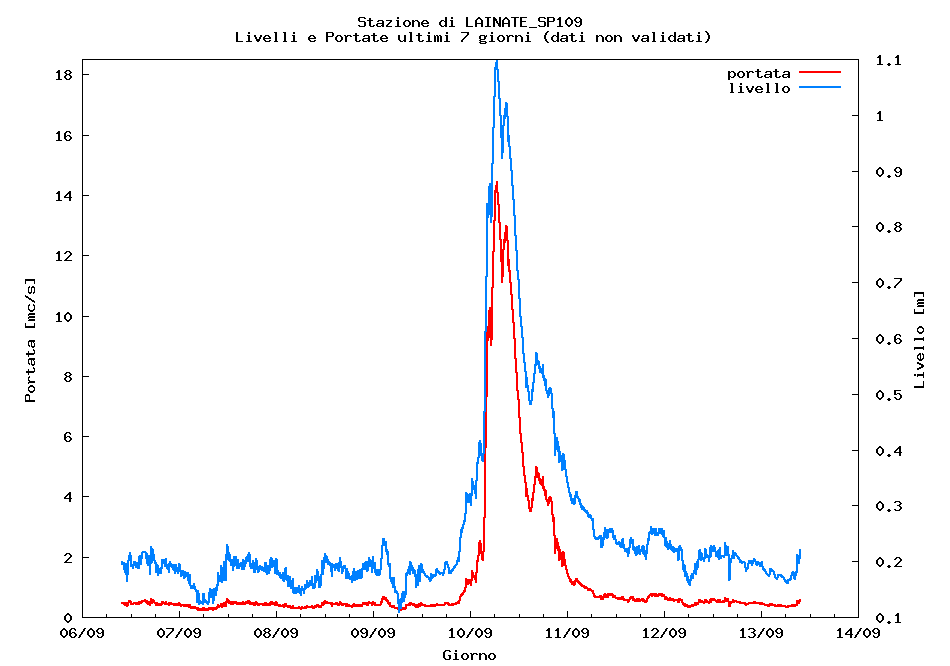 Stazione di LAINATE_SP109
Livelli e Portate ultimi 7 giorni (dati non validati)
portata
livello
Portata [mc/s]
18
16
14
12
10
8
6
4
2
0
1.1
1
0.9
0.8
0.7
0.6
0.5
0.4
0.3
0.2
0.1
Livello [m]
06/09 07/09 08/09 09/09 10/09 11/09 12/09 13/09 14/09
Giorno